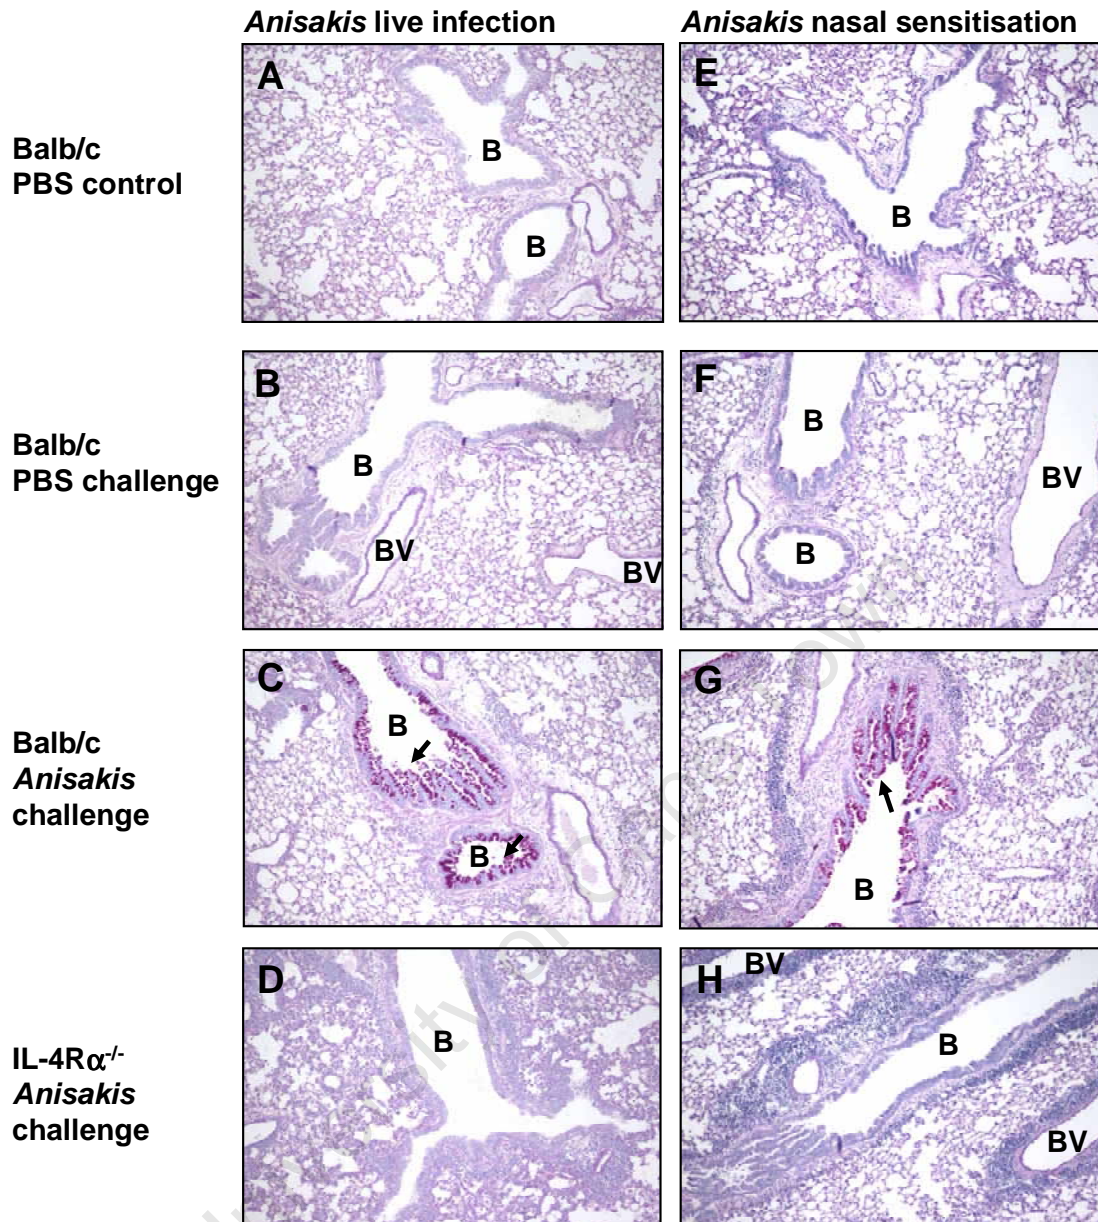 Anisakis live infection
Anisakis nasal sensitisation
Balb/c
PBS control
A
B
B
E
B
Balb/c
PBS challenge
B
B
BV
BV
F
B
B
BV
Balb/c
Anisakis
challenge
C
B
B
G
B
IL-4Rα-/-
Anisakis
challenge
D
B
H
BV
B
BV